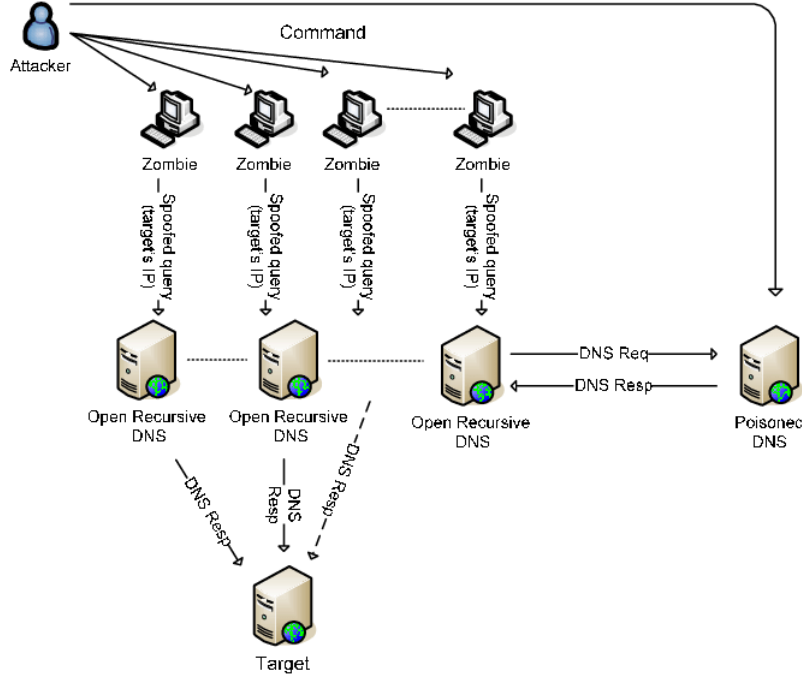 Command
Attacker
Zombie
Zombie
Zombie
Zombie
Spoofed query
(target's IP)
Spoofed query
(target's IP)
Spoofed query
(target's IP)
Spoofed query
(target's IP)
DNS Req
DNS Resp
Open Recursive
DNS
Open Recursive
DNS
Open Recursive
DNS
Poisoned
DNS
DNS Resp
DNS
Resp
DNS Resp
Target